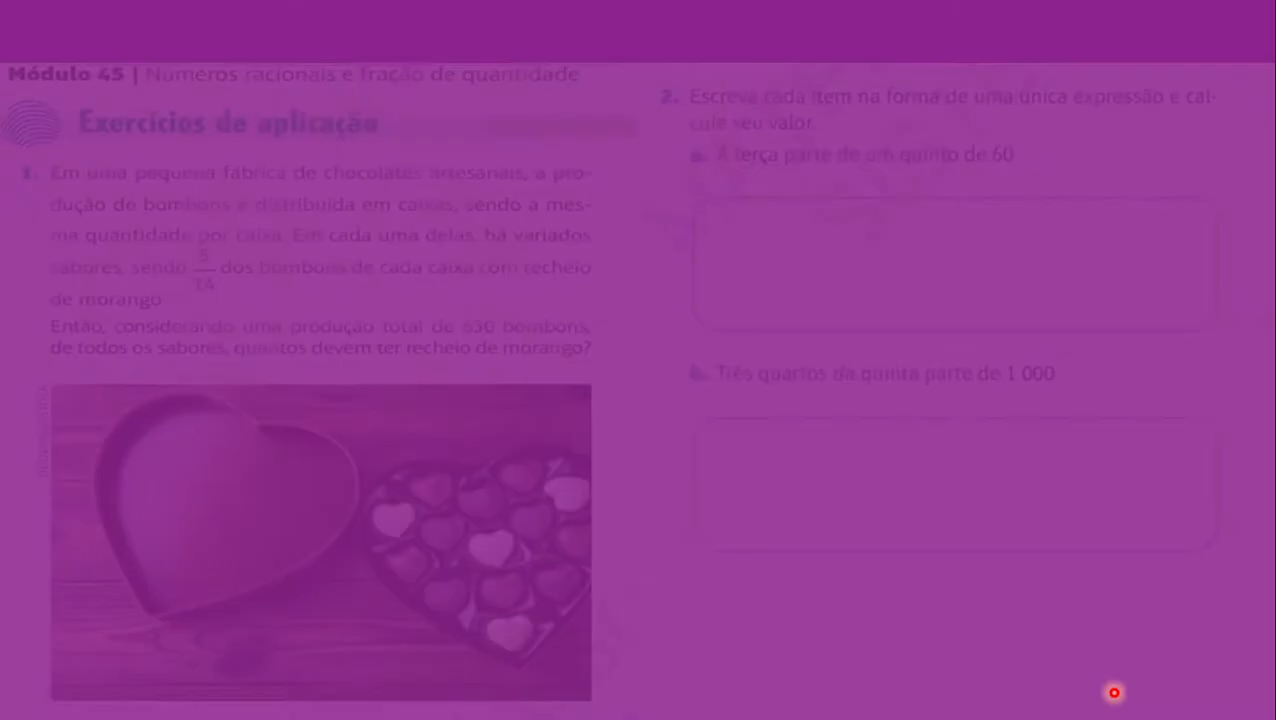 Módulo 45 | Números racionais e fração de quantidade
Exercícios de aplicação
1. Em uma pequena fábrica de chocolates artesanais, a pro-
dução de bombons é distribuída em caixas, sendo a mes-
ma quantidade por caixa. Em cada uma delas, há variados
sabores, sendo 5/14 dos bombons de cada caixa com recheio
de morango
Então, considerando uma produção total de 630 bombons,
de todos os sabores, quantos devem ter recheio de morango?
2. Escreva cada item na forma de uma única expressão e cal-
cule seu valor.
a. A terça parte de um quinto de 60
b. Três quartos da quinta parte de 1 000